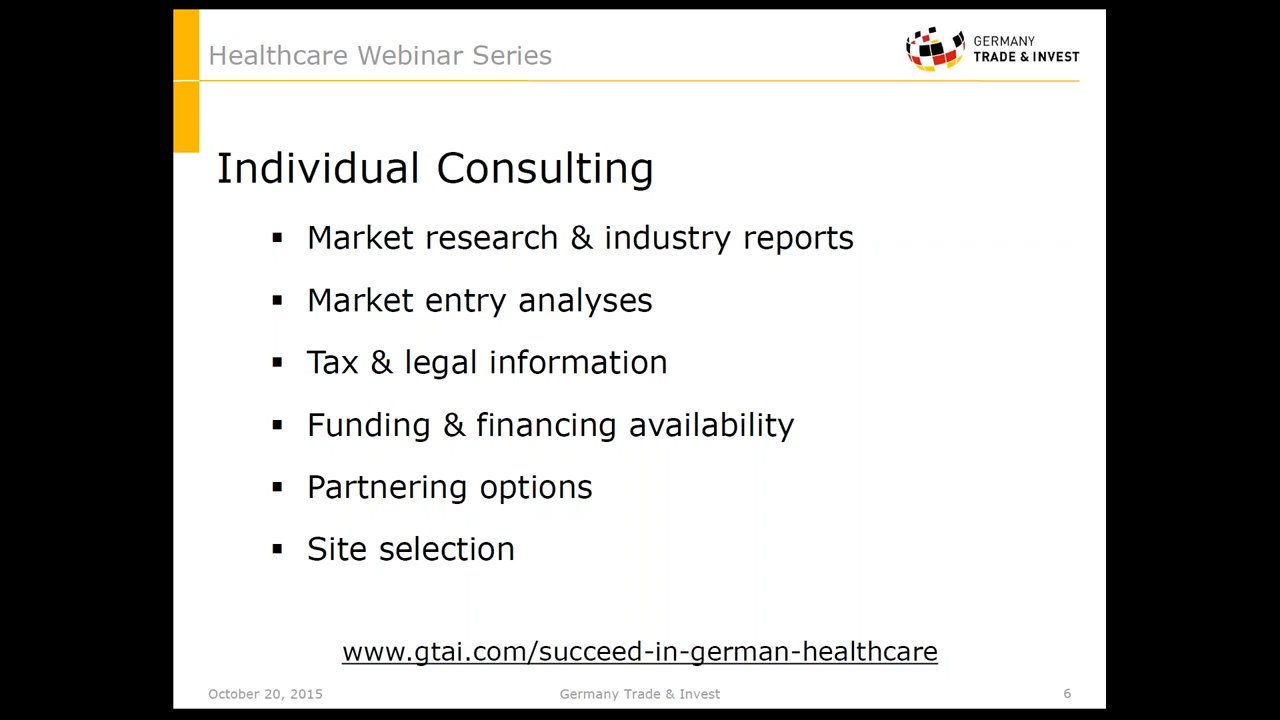 Healthcare Webinar Series
GERMANY
TRADE & INVEST
Individual Consulting
▪ Market research & industry reports
▪ Market entry analyses
▪ Tax & legal information
▪ Funding & financing availability
▪ Partnering options
▪ Site selection
www.gtai.com/succeed-in-german-healthcare
October 20, 2015
Germany Trade & Invest
6